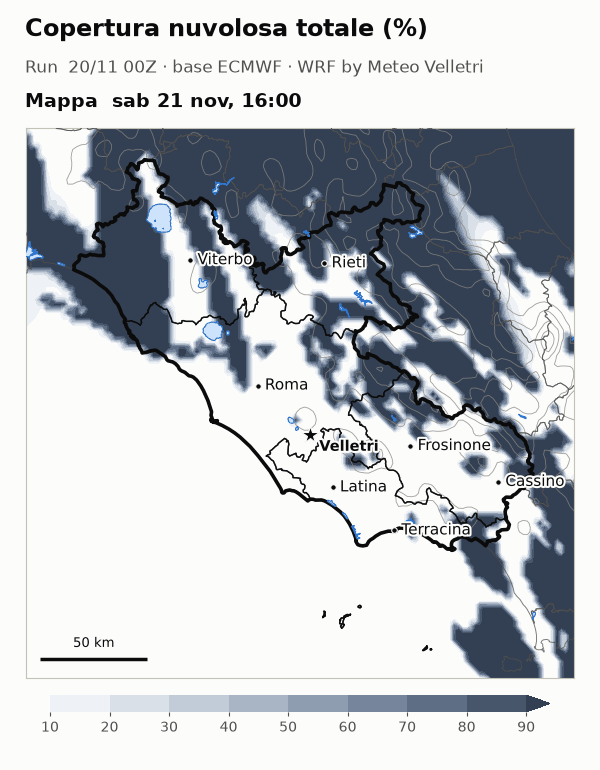 Copertura nuvolosa totale (%)
Run  20/11 00Z · base ECMWF · WRF by Meteo Velletri
Mappa  sab 21 nov, 16:00
Viterbo
Rieti
Roma
Velletri
Frosinone
Cassino
Latina
Terracina
50 km
10 20 30 40 50 60 70 80 90